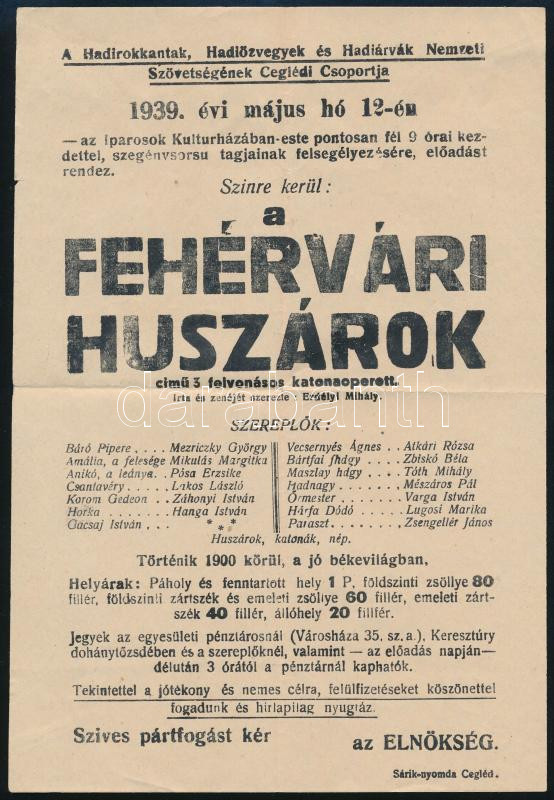 A Hadirokkantak, Hadiözvegyek és Hadiárvák Nemzeti
Szövetségének Ceglédi Csoportja
1939. évi május hó 12-én
—az Iparosok Kulturházában-este pontosan fél 9 órai kez-
dettel, szegénysorsu tagjainak felsegélyezésére, előadást
rendez.
Szinre kerül :
a
FEHÉRVÁRI
HUSZÁROK
cimü 3 felvonásos katonaoperett.
Irta és zenéjét szerezte : Erdélyi Mihály.
darabanth
SZEREPLŐK :
Báró Pipere . . . . Mezriczky György
Amália, a felesége Mikulás Margitka
Anikó, a leánya . . Pósa Erzsike
Csantavéry . . . . Lakos László
Korom Gedeon . . Záhonyi István
Horka . . . . . . . Hanga István
Gacsaj István . . . * * *
Vecsernyés Ágnes . . Atkári Rózsa
Bártfai fhdgy . . . . Zbiskó Béla
Maszlay hdgy . . . . Tóth Mihály
Hadnagy . . . . . . . Mészáros Pál
Őrmester . . . . . . Varga István
Hárfa Dódó . . . . . Lugosi Marika
Paraszt . . . . . . . . Zsengellér János
Huszárok, katonák, nép.
Történik 1900 körül, a jó békevilágban.
Helyárak: Páholy és fenntartott hely 1 P, földszinti zsöllye 80
fillér, földszinti zártszék és emeleti zsöllye 60 fillér, emeleti zárt-
szék 40 fillér, állóhely 20 fillfér.
Jegyek az egyesületi pénztárosnál (Városháza 35. sz. a.), Keresztúry
dohánytőzsdében és a szereplőknél, valamint — az előadás napján—
délután 3 órától a pénztárnál kaphatók.
Tekintettel a jótékony és nemes célra, felülfizetéseket köszönettel
fogadunk és hirlapilag nyugtáz.
Szives pártfogást kér az ELNÖKSÉG.
Sárik-nyomda Cegléd.